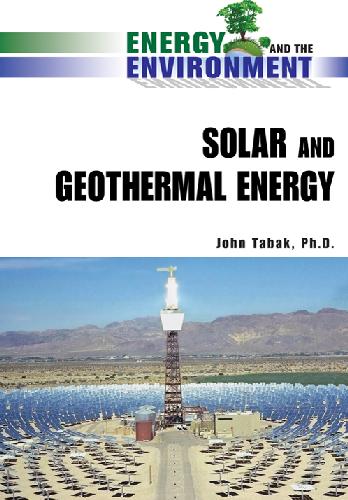 ENERGY AND THE
ENVIRONMENT
SOLAR AND
GEOTHERMAL ENERGY
John Tabak, Ph.D.